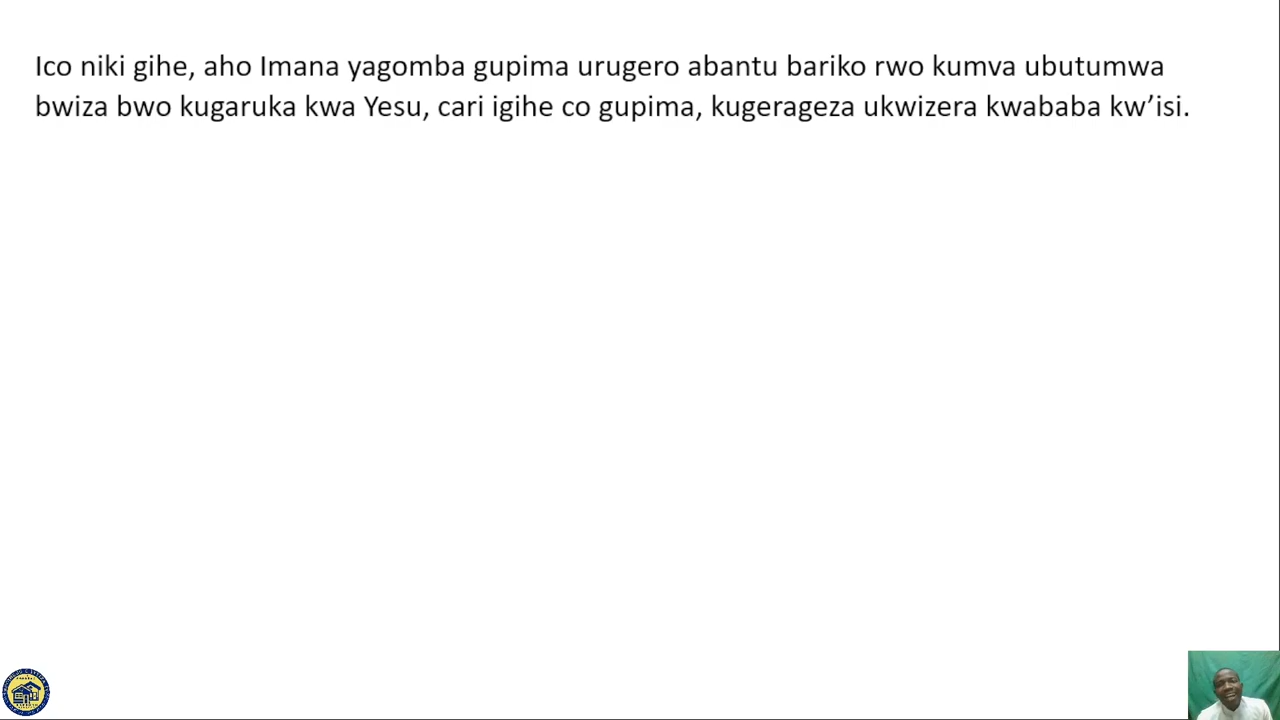 Ico niki gihe, aho Imana yagomba gupima urugero abantu bariko rwo kumva ubutumwa
bwiza bwo kugaruka kwa Yesu, cari igihe co gupima, kugerageza ukwizera kwababa kw’isi.